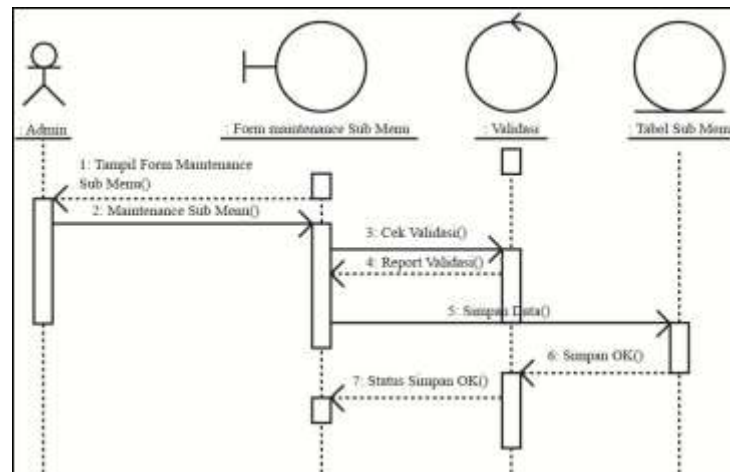 : Admin
: Form maintenance Sub Menu
: Validasi
: Tabel Sub Menu
1: Tampil Form Maintenance
Sub Menu()
2: Maintenance Sub Menu()
3: Cek Validasi()
4: Report Validasi()
5: Simpan Data()
6: Simpan OK()
7: Status Simpan OK()